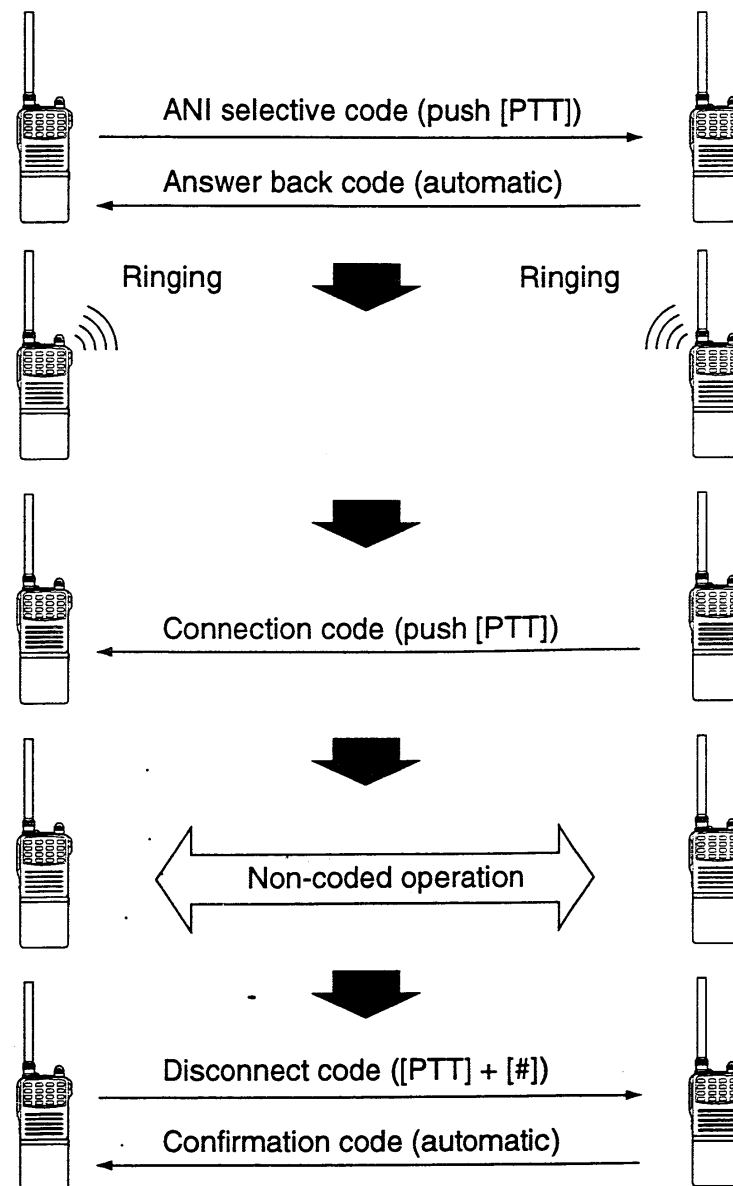 ANI selective code (push [PTT])
Answer back code (automatic)
Ringing
Ringing
Connection code (push [PTT])
Non-coded operation
Disconnect code ([PTT] + [#])
Confirmation code (automatic)